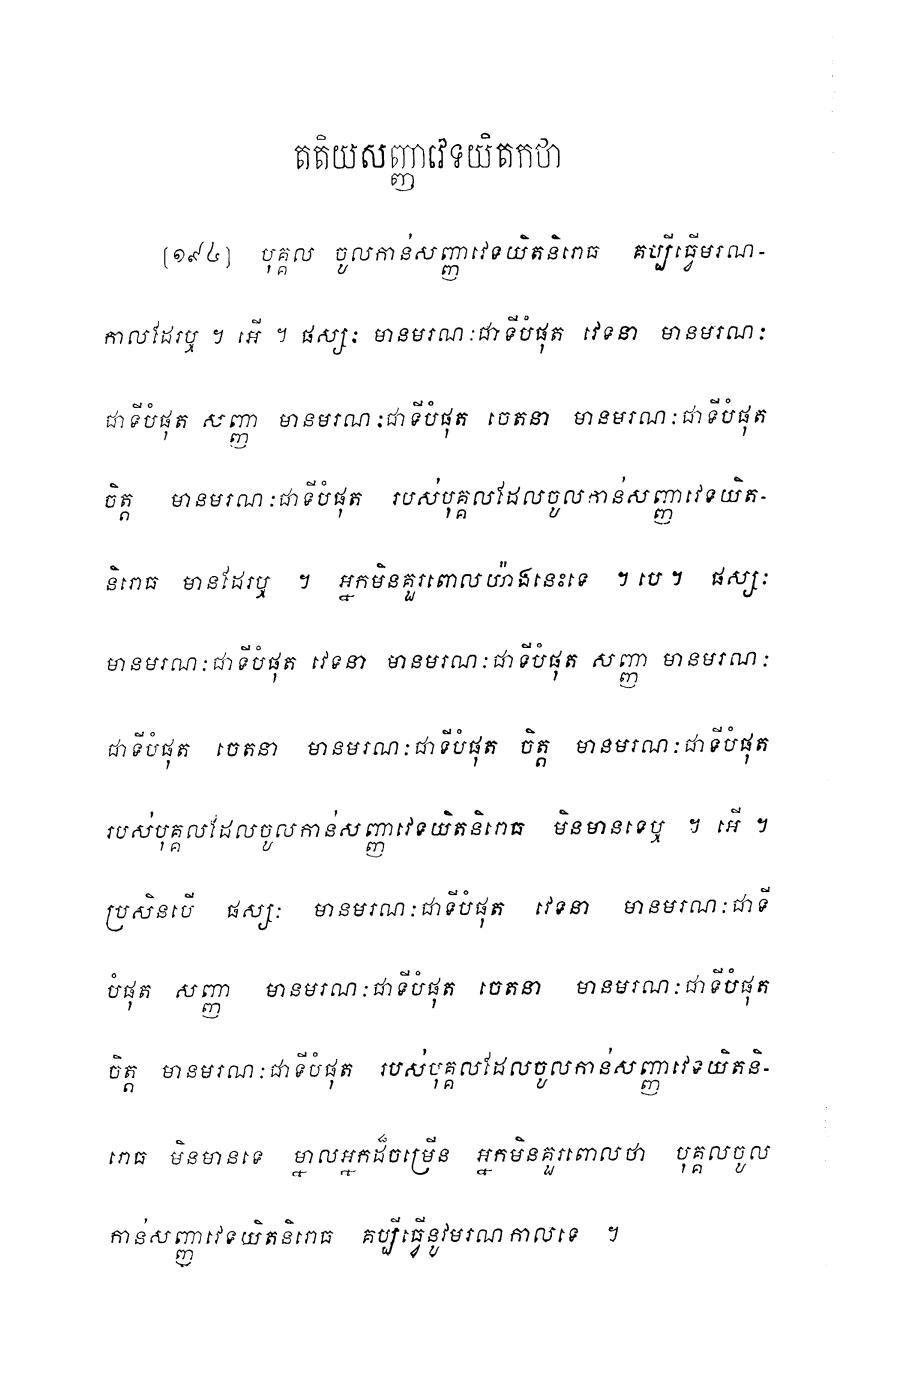 តតិយសញ្ញាវេទយិតកថា
[១៩៤] បុគ្គល ចូលកាន់សញ្ញាវេទយិតនិរោធ គប្បីធ្វើមរណ-
កាលដែរឬ ។ អើ ។ ផស្សៈ មានមរណៈជាទីបំផុត វេទនា មានមរណៈ
ជាទីបំផុត សញ្ញា មានមរណៈជាទីបំផុត ចេតនា មានមរណៈជាទីបំផុត
ចិត្ត មានមរណៈជាទីបំផុត របស់បុគ្គលដែលចូលកាន់សញ្ញាវេទយិត-
និរោធ មានដែរឬ ។ អ្នកមិនគួរពោលយ៉ាងនេះទេ ។ បេ ។ ផស្សៈ
មានមរណៈជាទីបំផុត វេទនា មានមរណៈជាទីបំផុត សញ្ញា មានមរណៈ
ជាទីបំផុត ចេតនា មានមរណៈជាទីបំផុត ចិត្ត មានមរណៈជាទីបំផុត
របស់បុគ្គលដែលចូលកាន់សញ្ញាវេទយិតនិរោធ មិនមានទេឬ ។ អើ ។
ប្រសិនបើ ផស្សៈ មានមរណៈជាទីបំផុត វេទនា មានមរណៈជាទី
បំផុត សញ្ញា មានមរណៈជាទីបំផុត ចេតនា មានមរណៈជាទីបំផុត
ចិត្ត មានមរណៈជាទីបំផុត របស់បុគ្គលដែលចូលកាន់សញ្ញាវេទយិតនិ-
រោធ មិនមានទេ ម្នាលអ្នកដ៏ចម្រើន អ្នកមិនគួរពោលថា បុគ្គលចូល
កាន់សញ្ញាវេទយិតនិរោធ គប្បីធ្វើនូវមរណកាលទេ ។